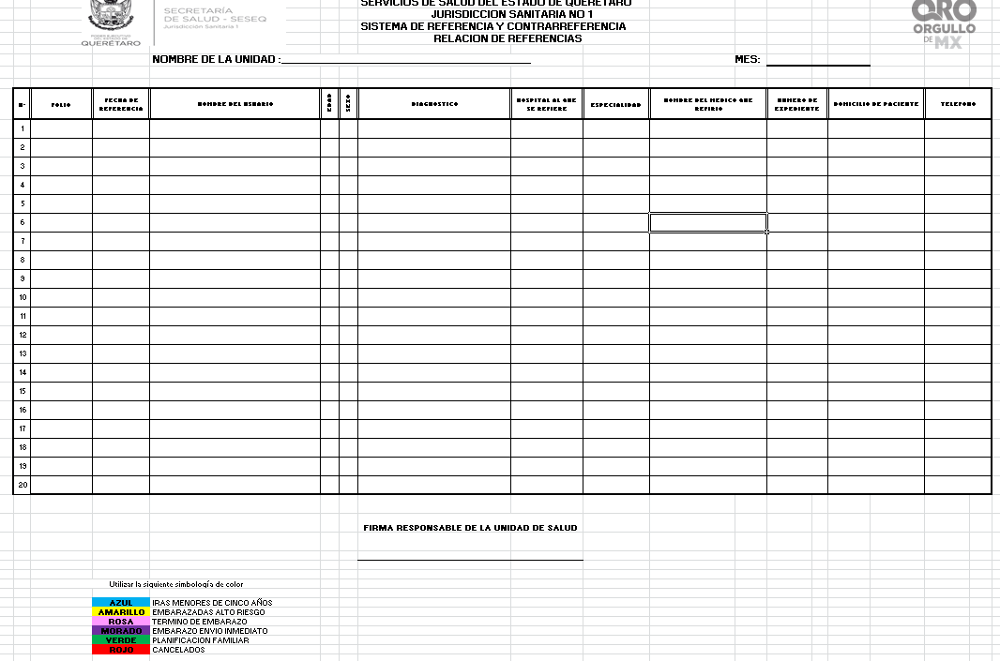 SERVICIOS DE SALUD DEL ESTADO DE QUERETARO
JURISDICCION SANITARIA NO 1
SISTEMA DE REFERENCIA Y CONTRARREFERENCIA
RELACION DE REFERENCIAS
SECRETARÍA
DE SALUD - SESEQ
Jurisdicción Sanitaria 1
QUERÉTARO
QRO
ORGULLO
DE MX
NOMBRE DE LA UNIDAD :
MES:
Nº
FOLIO
FECHA DE
REFERENCIA
NOMBRE DEL USUARIO
EDAD
SEXO
DIAGNOSTICO
HOSPITAL AL QUE
SE REFIERE
ESPECIALIDAD
NOMBRE DEL MEDICO QUE
REFIRIO
NUMERO DE
EXPEDIENTE
DOMICILIO DE PACIENTE
TELEFONO
1
2
3
4
5
6
7
8
9
10
11
12
13
14
15
16
17
18
19
20
FIRMA RESPONSABLE DE LA UNIDAD DE SALUD
Utilizar la siguiente simbología de color
AZUL IRAS MENORES DE CINCO AÑOS
AMARILLO EMBARAZADAS ALTO RIESGO
ROSA TERMINO DE EMBARAZO
MORADO EMBARAZO ENVIO INMEDIATO
VERDE PLANIFICACION FAMILIAR
ROJO CANCELADOS